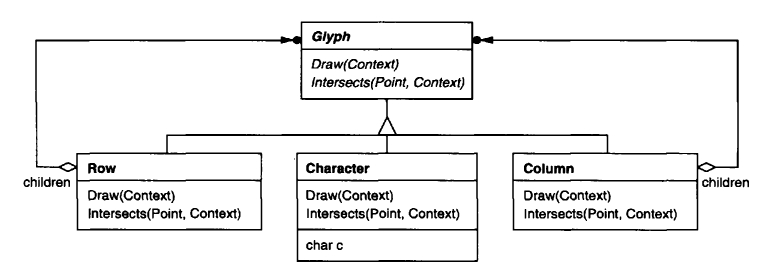 Glyph
Draw(Context)
Intersects(Point, Context)
children
Row
Draw(Context)
Intersects(Point, Context)
Character
Draw(Context)
Intersects(Point, Context)
char c
Column
Draw(Context)
Intersects(Point, Context)
children